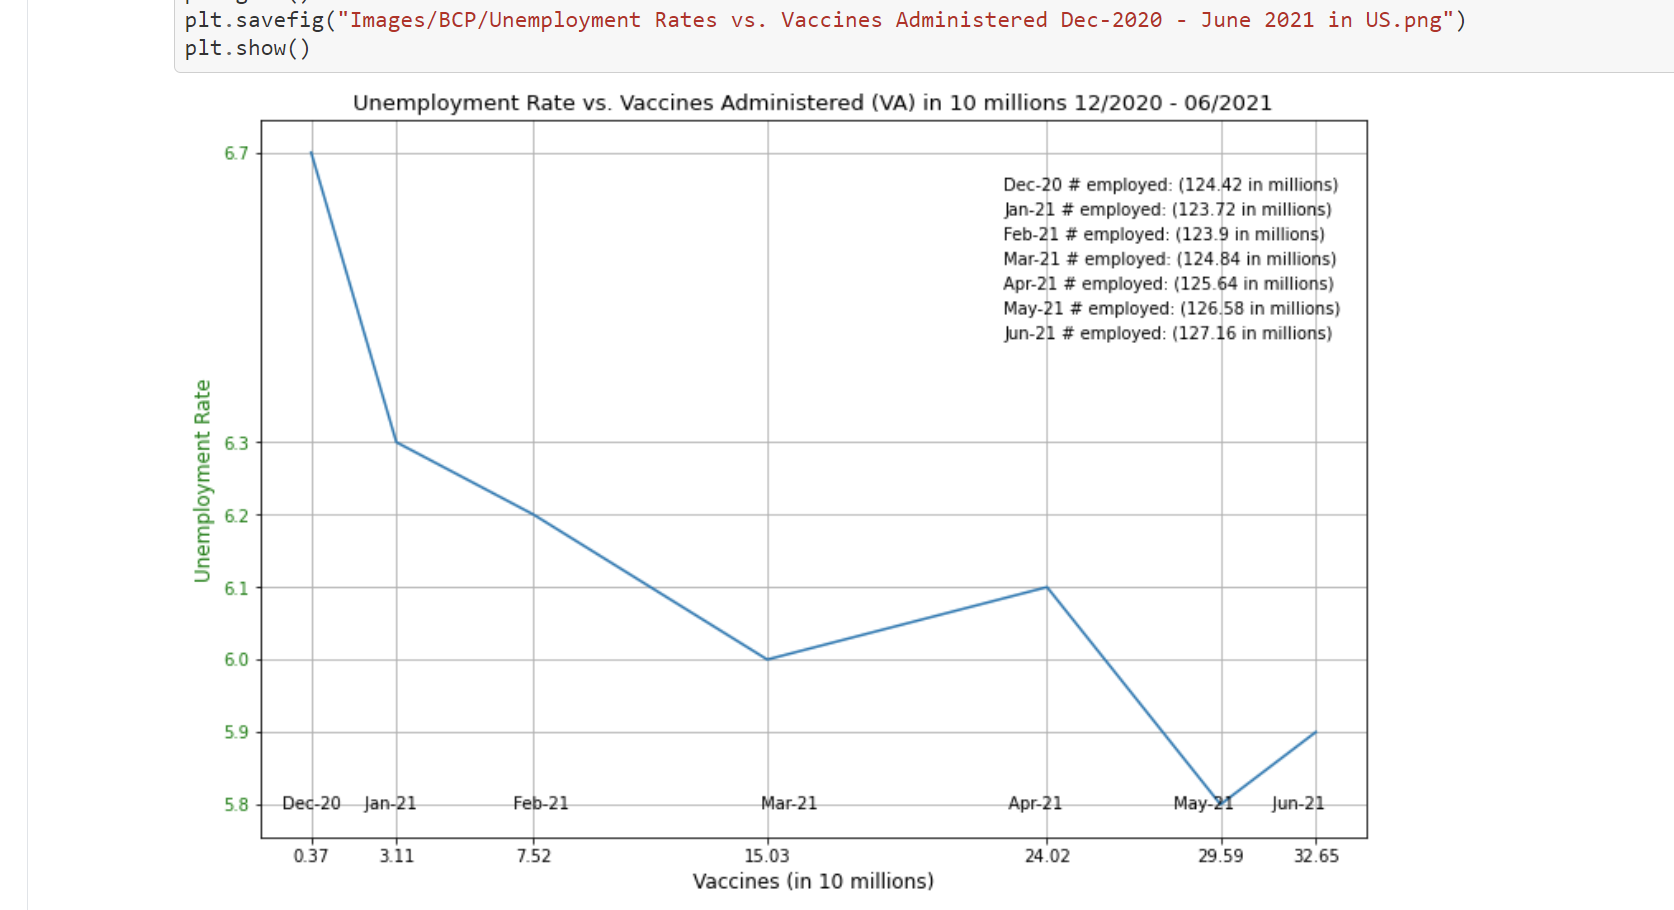 plt.savefig("Images/BCP/Unemployment Rates vs. Vaccines Administered Dec-2020 - June 2021 in US.png")
plt.show()
Unemployment Rate vs. Vaccines Administered (VA) in 10 millions 12/2020 - 06/2021
6.7
Dec-20 # employed: (124.42 in millions)
Jan-21 # employed: (123.72 in millions)
Feb-21 # employed: (123.9 in millions)
Mar-21 # employed: (124.84 in millions)
Apr-21 # employed: (125.64 in millions)
May-21 # employed: (126.58 in millions)
Jun-21 # employed: (127.16 in millions)
Unemployment Rate
6.3
6.2
6.1
6.0
5.9
5.8 Dec-20 Jan-21 Feb-21 Mar-21 Apr-21 May-21 Jun-21
0.37 3.11 7.52 15.03 24.02 29.59 32.65
Vaccines (in 10 millions)